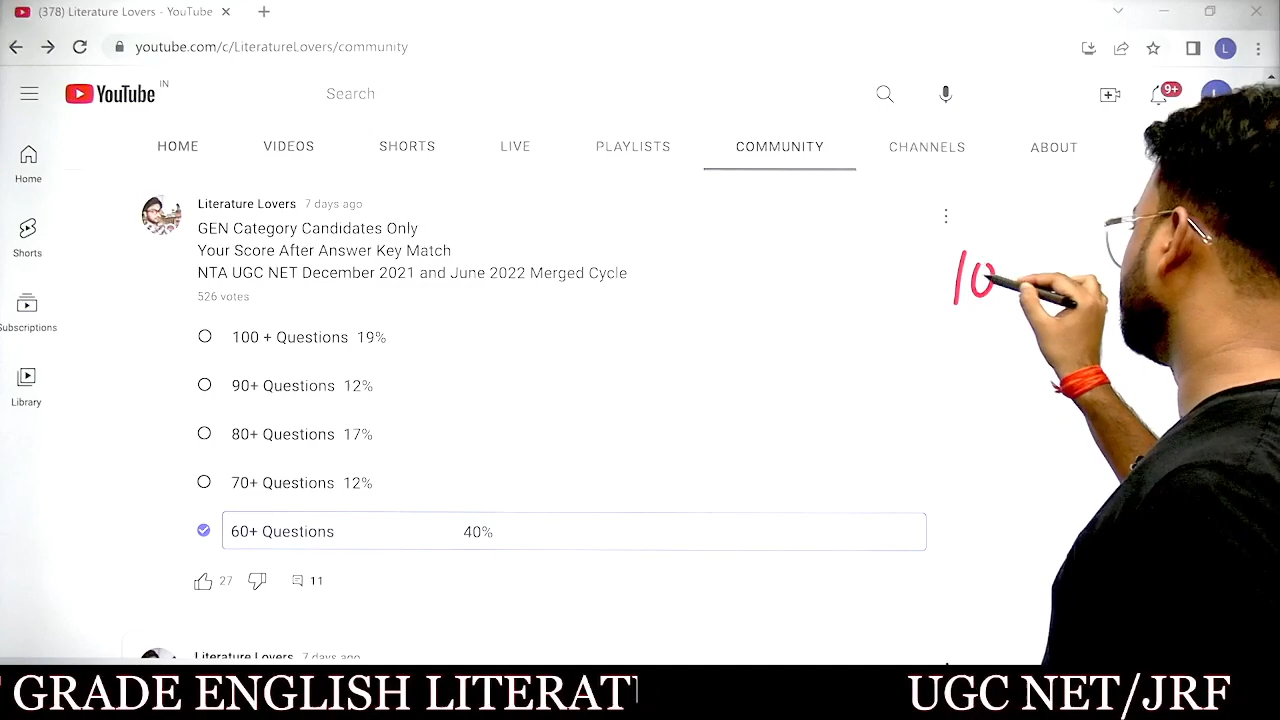 (378) Literature Lovers - YouTube
youtube.com/c/LiteratureLovers/community
YouTube IN
Search
9+
L
HOME VIDEOS SHORTS LIVE PLAYLISTS COMMUNITY CHANNELS ABOUT
Home
Shorts
Subscriptions
Library
Literature Lovers 7 days ago
GEN Category Candidates Only
Your Score After Answer Key Match
NTA UGC NET December 2021 and June 2022 Merged Cycle
526 votes
10
100 + Questions 19%
90+ Questions 12%
80+ Questions 17%
70+ Questions 12%
60+ Questions 40%
27 11
Literature Lovers 7 days ago
GRADE ENGLISH LITERAT UGC NET/JRF